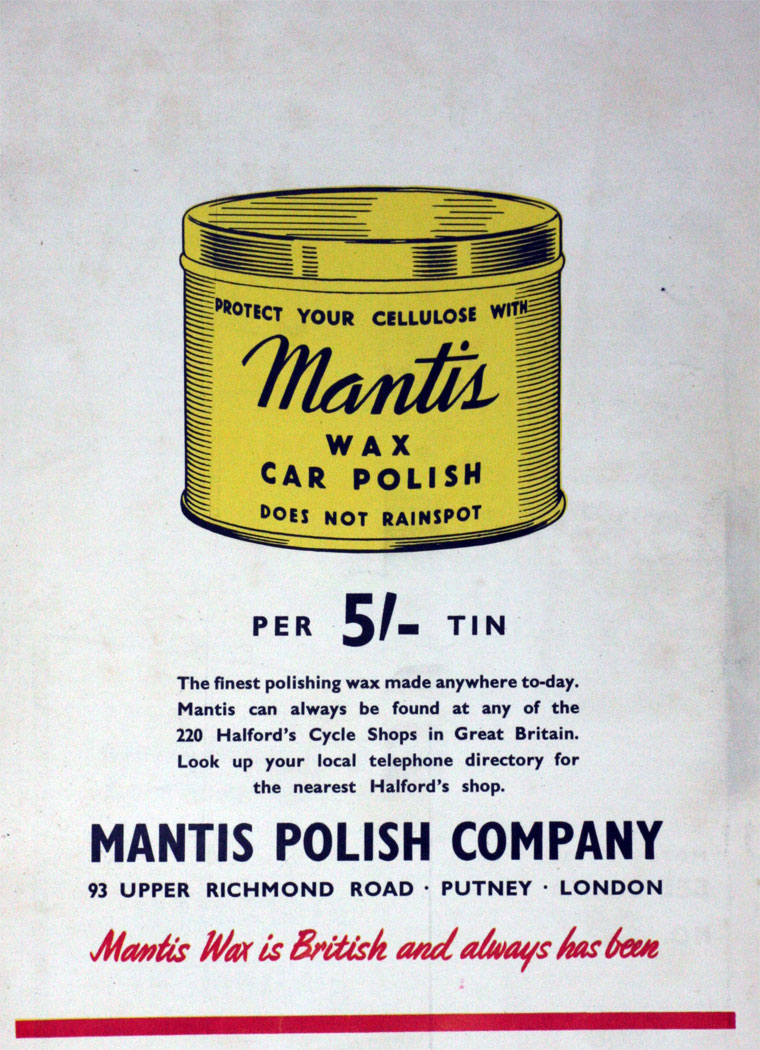 PROTECT YOUR CELLULOSE WITH
Mantis
WAX
CAR POLISH
DOES NOT RAINSPOT
PER 5/- TIN
The finest polishing wax made anywhere to-day.
Mantis can always be found at any of the
220 Halford's Cycle Shops in Great Britain.
Look up your local telephone directory for
the nearest Halford's shop.
MANTIS POLISH COMPANY
93 UPPER RICHMOND ROAD · PUTNEY · LONDON
Mantis Wax is British and always has been